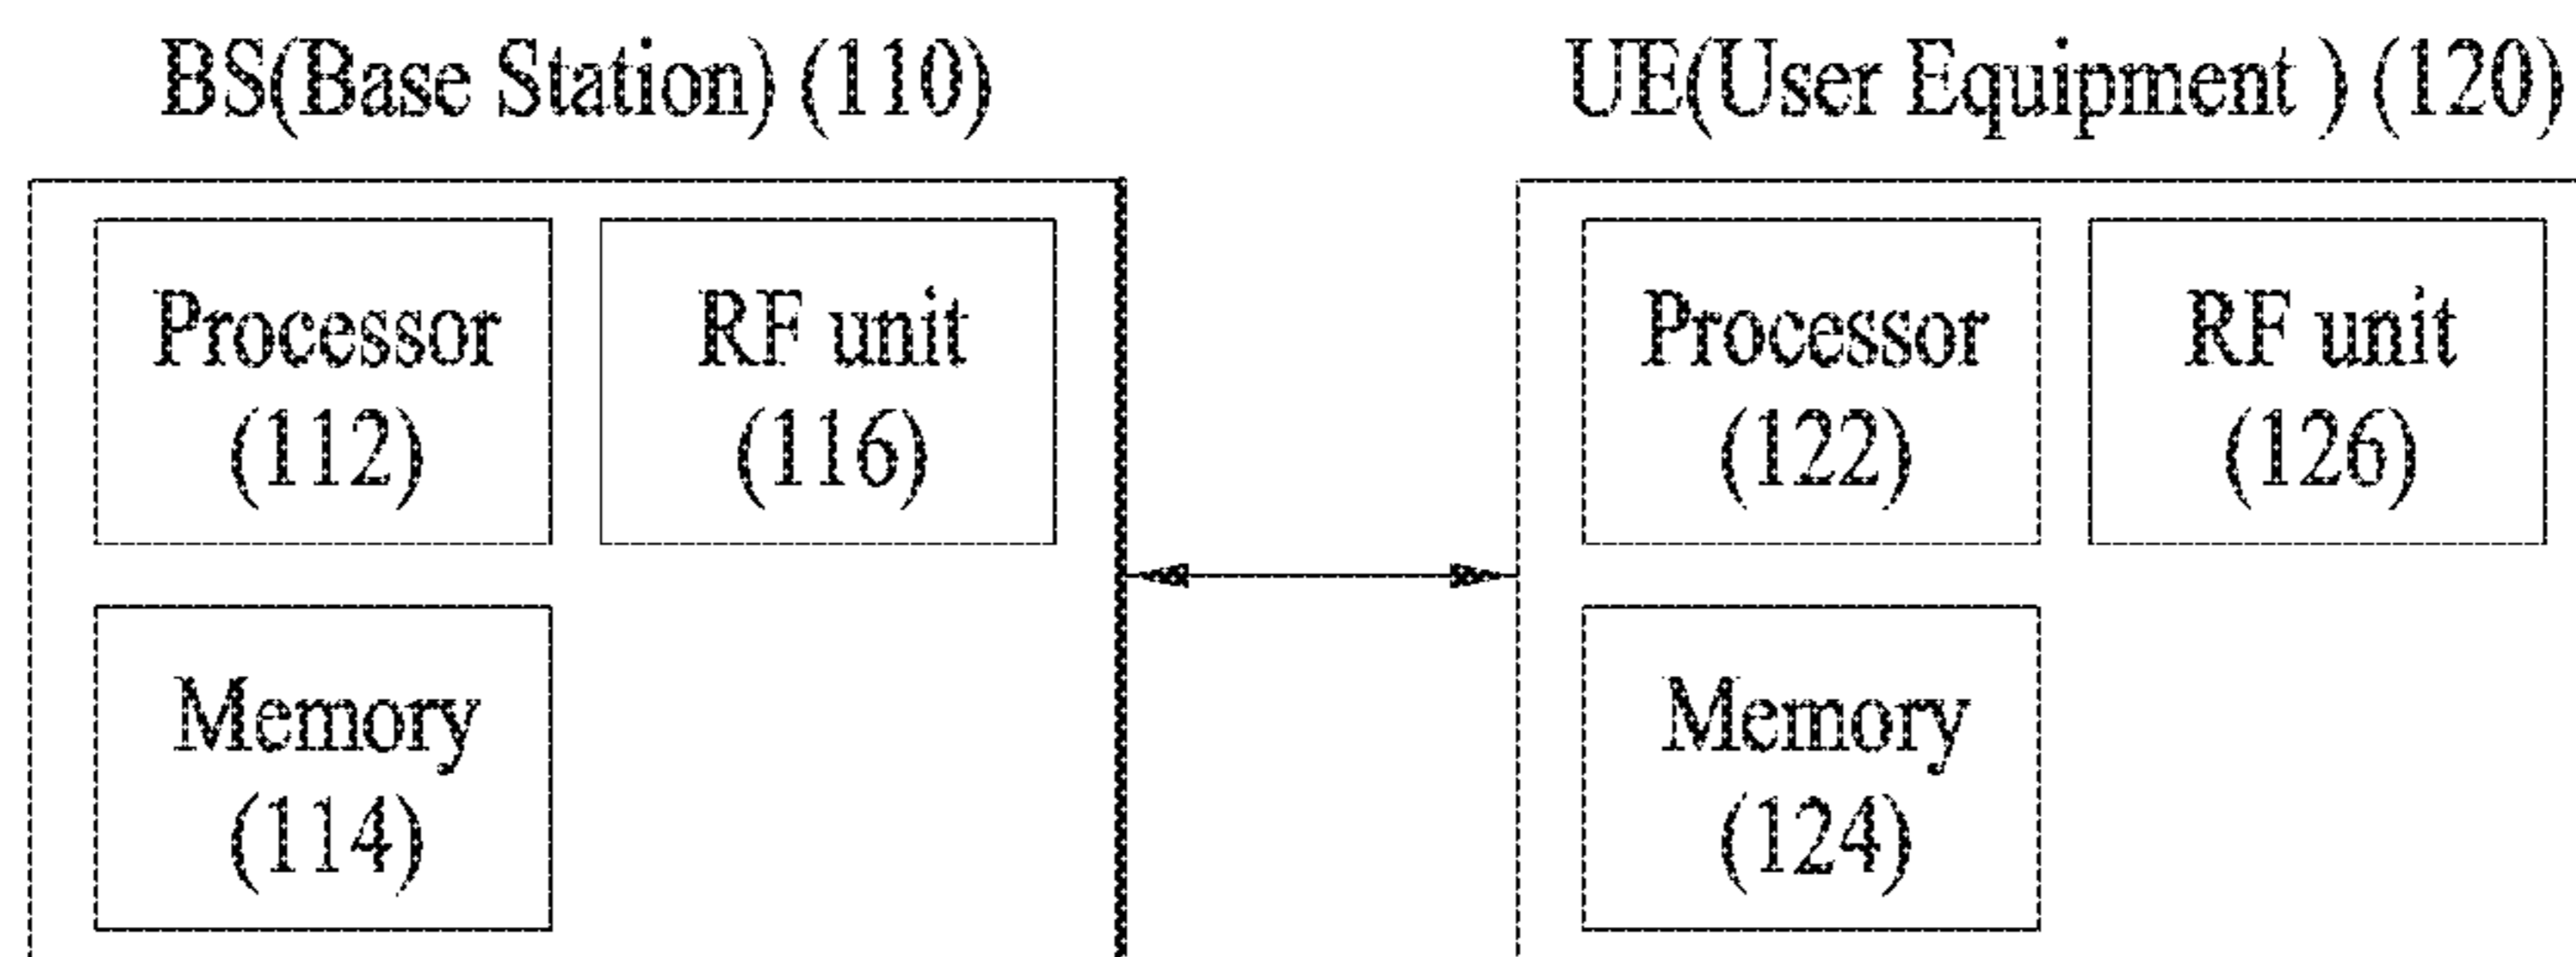 BS(Base Station) (110)
Processor
(112)
RF unit
(116)
Memory
(114)
UE(User Equipment ) (120)
Processor
(122)
RF unit
(126)
Memory
(124)